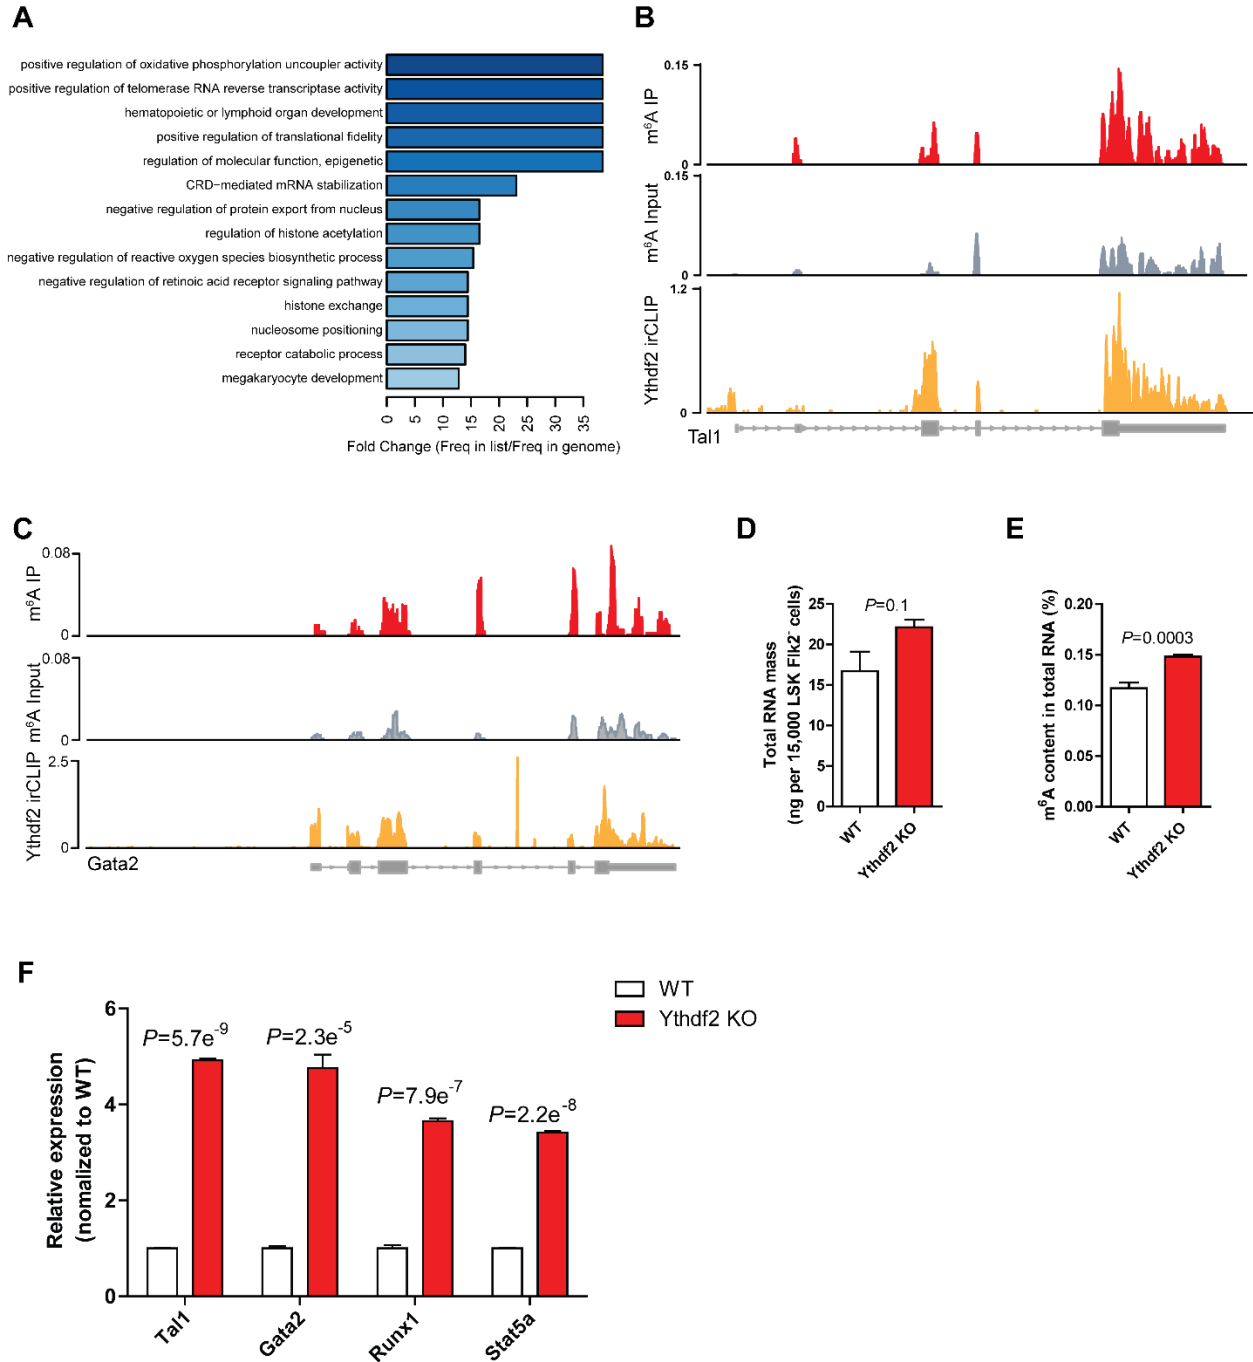 A
positive regulation of oxidative phosphorylation uncoupler activity
positive regulation of telomerase RNA reverse transcriptase activity
hematopoietic or lymphoid organ development
positive regulation of translational fidelity
regulation of molecular function, epigenetic
CRD−mediated mRNA stabilization
negative regulation of protein export from nucleus
regulation of histone acetylation
negative regulation of reactive oxygen species biosynthetic process
negative regulation of retinoic acid receptor signaling pathway
histone exchange
nucleosome positioning
receptor catabolic process
megakaryocyte development
0 5 10 15 20 25 30 35
Fold Change (Freq in list/Freq in genome)
B
0.15
m⁶A IP
0
0.15
m⁶A Input
0
1.2
Ythdf2 irCLIP
0
Tal1
C
0.08
m⁶A IP
0
0.08
m⁶A Input
0
2.5
Ythdf2 irCLIP
0
Gata2
D
Total RNA mass
(ng per 15,000 LSK Flk2⁻ cells)
25
20
15
10
5
0
P=0.1
WT
Ythdf2 KO
E
m⁶A content in total RNA (%)
0.20
0.15
0.10
0.05
0.00
P=0.0003
WT
Ythdf2 KO
F
WT
Ythdf2 KO
Relative expression
(nomalized to WT)
6
4
2
0
P=5.7e⁻⁹
P=2.3e⁻⁵
P=7.9e⁻⁷
P=2.2e⁻⁸
Tal1
Gata2
Runx1
Stat5a